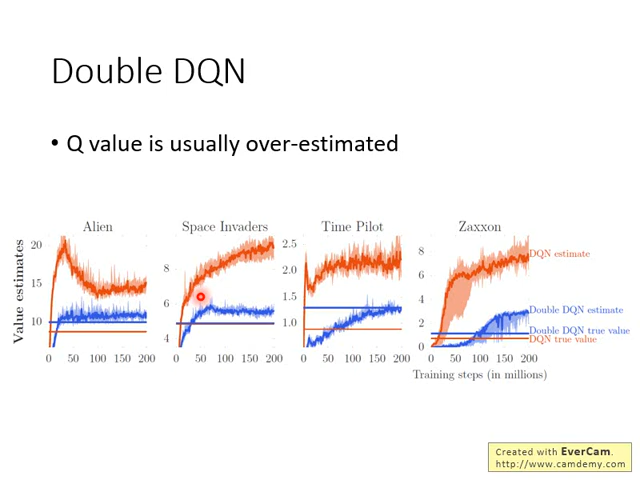 Double DQN
• Q value is usually over-estimated
Alien
Space Invaders
Time Pilot
Zaxxon
Value estimates
20
15
10
0 50 100 150 200
8
6
4
0 50 100 150 200
2.5
2.0
1.5
1.0
0 50 100 150 200
8
6
4
2
0
0 50 100 150 200
DQN estimate
Double DQN estimate
Double DQN true value
DQN true value
Training steps (in millions)
Created with EverCam.
http://www.camdemy.com